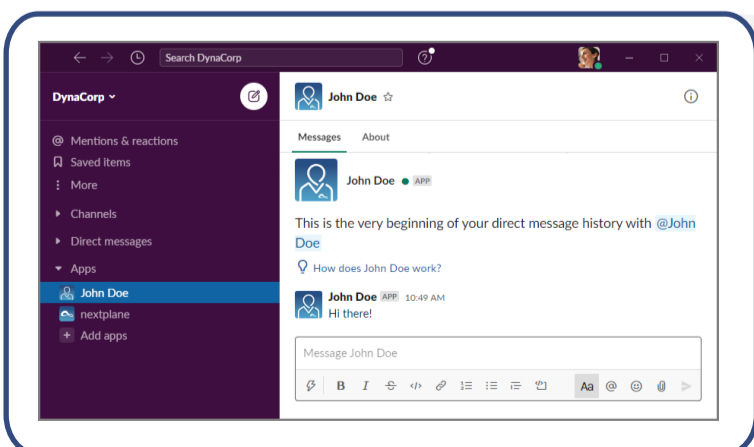 Search DynaCorp
DynaCorp
Mentions & reactions
Saved items
More
Channels
Direct messages
Apps
John Doe
nextplane
Add apps
John Doe
Messages About
John Doe APP
This is the very beginning of your direct message history with @John
Doe
How does John Doe work?
John Doe APP 10:49 AM
Hi there!
Message John Doe
B I S </> Aa @